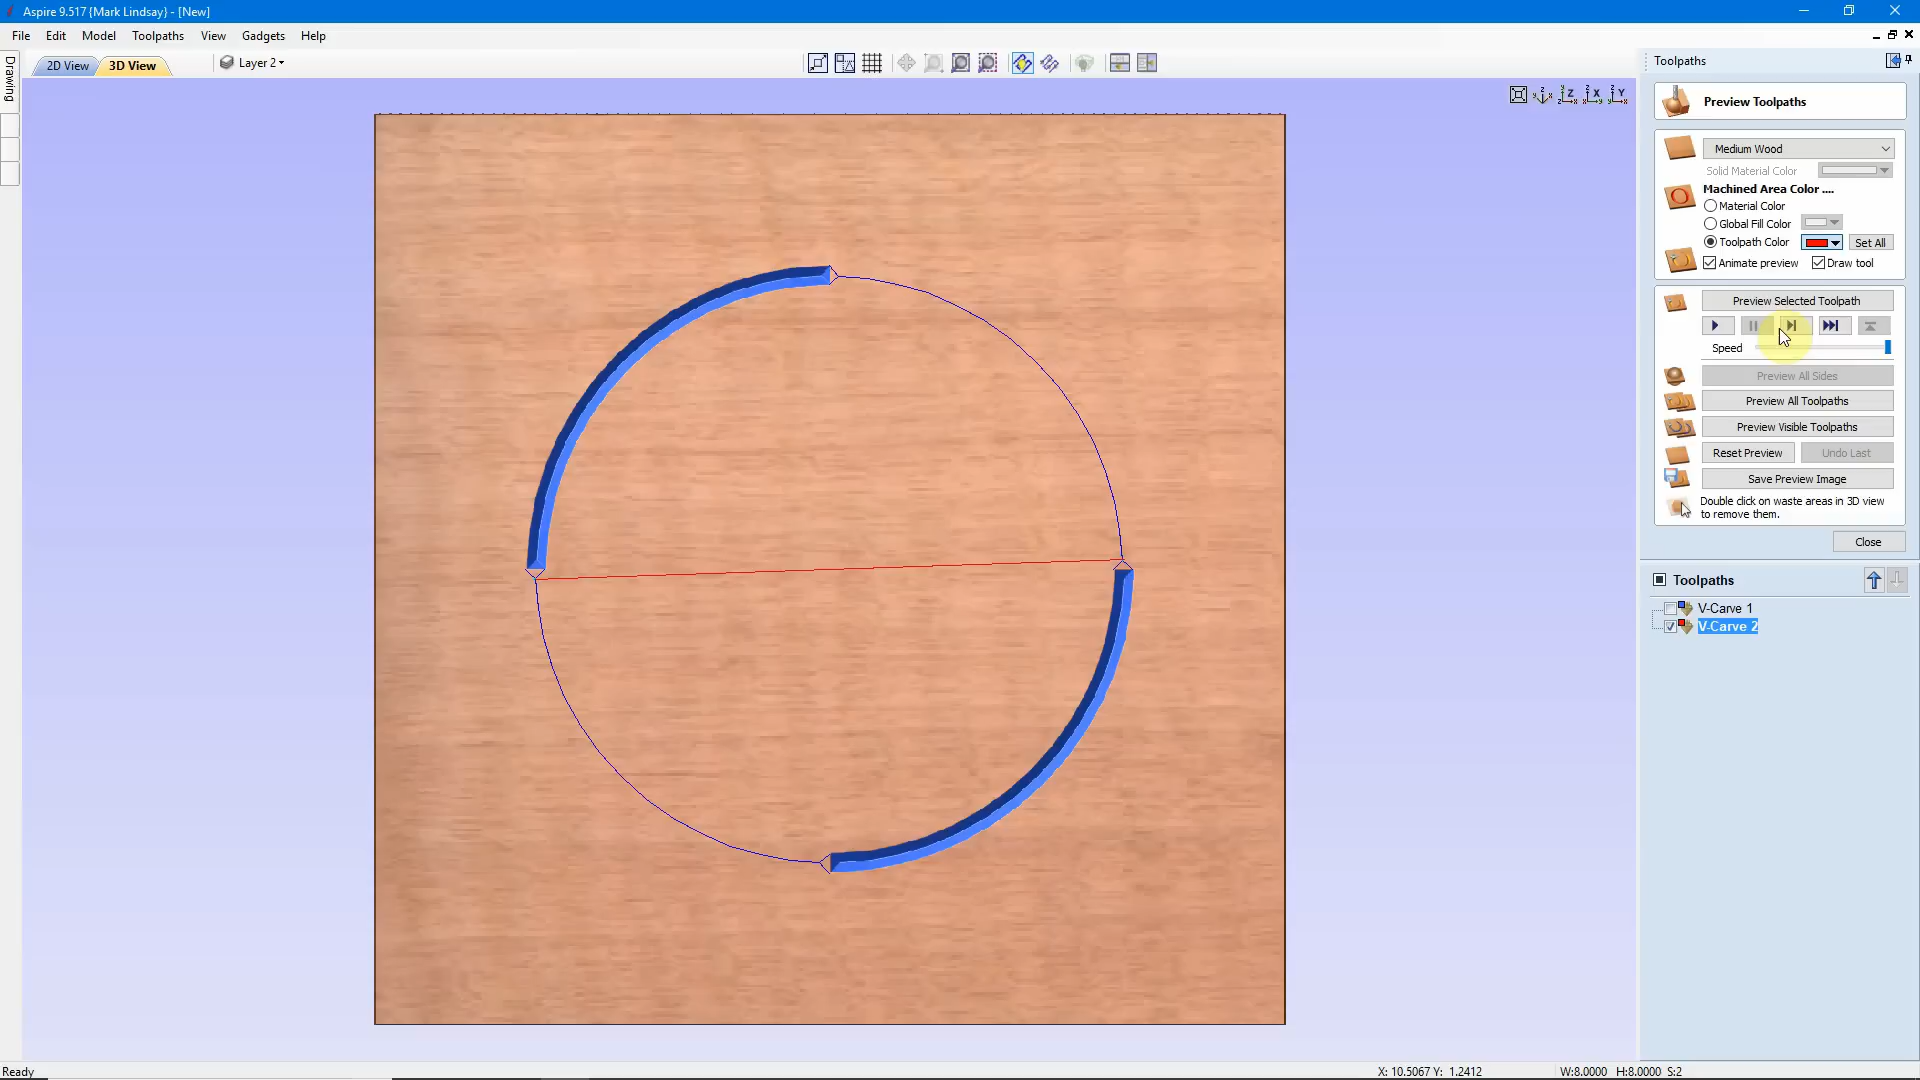 Aspire 9.517 {Mark Lindsay} - [New]
File Edit Model Toolpaths View Gadgets Help
2D View 3D View Layer 2
Drawing
Z X Y
Toolpaths
Preview Toolpaths
Medium Wood
Solid Material Color
Machined Area Color ....
Material Color
Global Fill Color
Toolpath Color Set All
Animate preview Draw tool
Preview Selected Toolpath
Speed
Preview All Sides
Preview All Toolpaths
Preview Visible Toolpaths
Reset Preview Undo Last
Save Preview Image
Double click on waste areas in 3D view
to remove them.
Close
Toolpaths
V-Carve 1
V-Carve 2
Ready X: 10.5067 Y: 1.2412 W:8.0000 H:8.0000 S:2